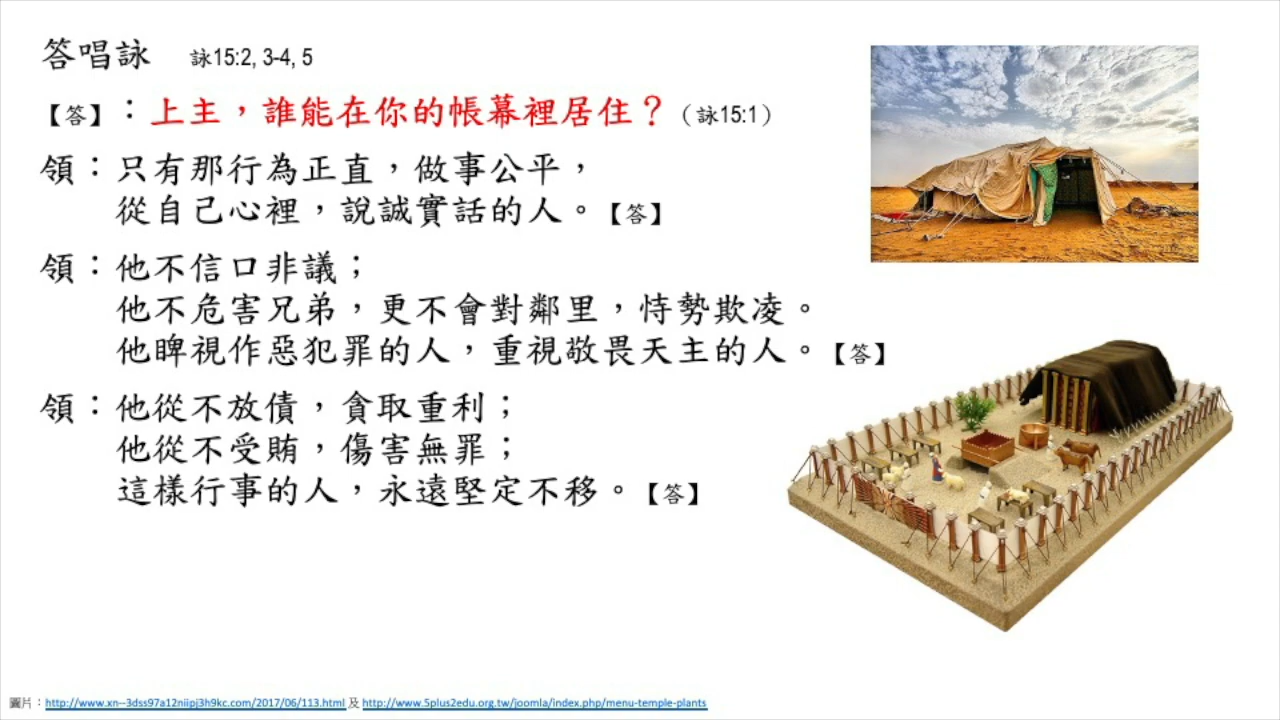 答唱詠 詠15:2, 3-4, 5
【答】：上主，誰能在你的帳幕裡居住？（詠15:1）
領：只有那行為正直，做事公平，
從自己心裡，說誠實話的人。【答】
領：他不信口非議；
他不危害兄弟，更不會對鄰里，恃勢欺凌。
他睥視作惡犯罪的人，重視敬畏天主的人。【答】
領：他從不放債，貪取重利；
他從不受賄，傷害無罪；
這樣行事的人，永遠堅定不移。【答】
圖片：http://www.xn--3dss97a12niipj3h9kc.com/2017/06/113.html 及 http://www.5plus2edu.org.tw/joomla/index.php/menu-temple-plants